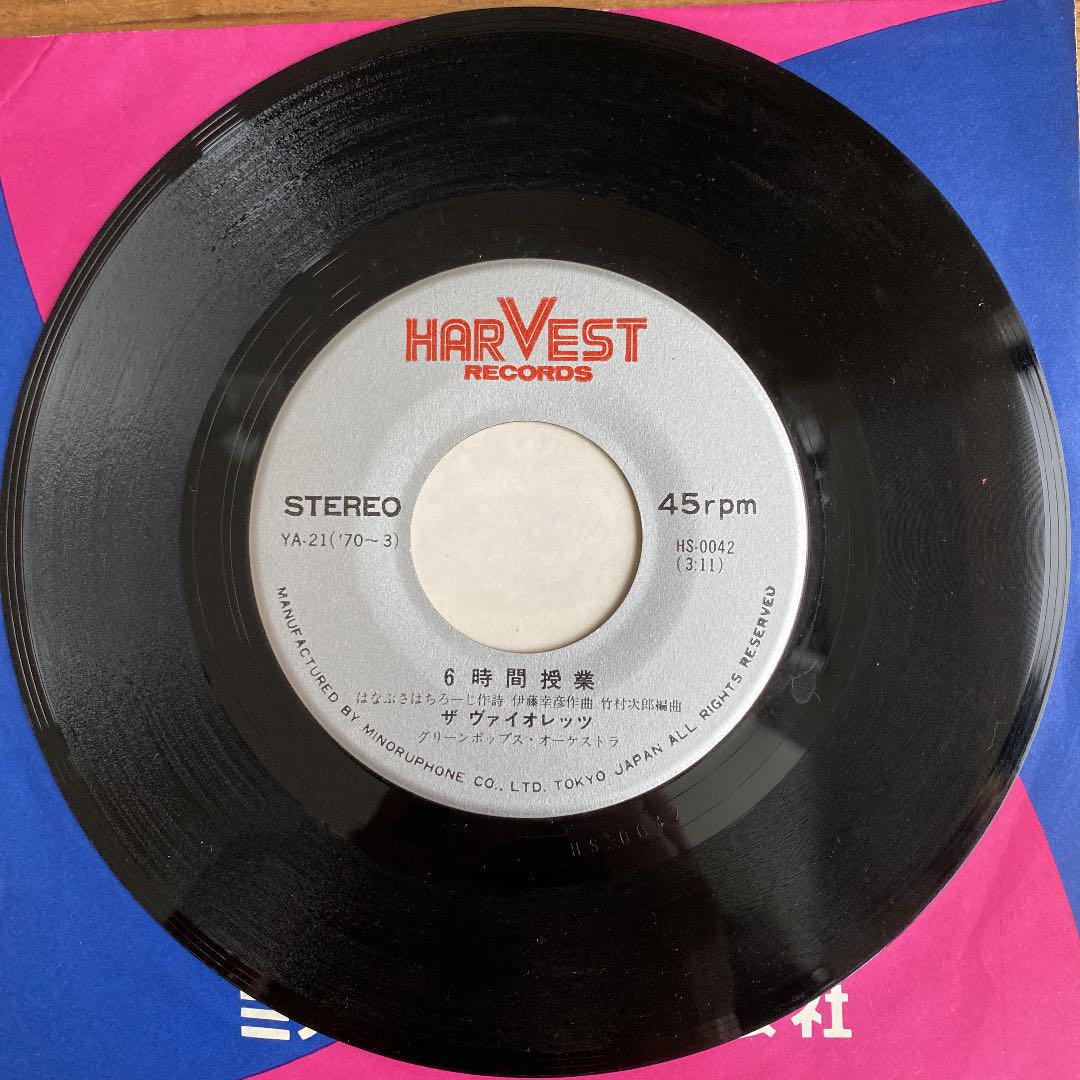 HARVEST
RECORDS
STEREO
45rpm
YA-21('70~3)
HS-0042
(3:11)
6時間授業
はなぶさはちろーじ作詩 伊藤幸彦作曲 竹村次郎編曲
ザ ヴァイオレッツ
グリーンポップス・オーケストラ
MANUFACTURED BY MINORUPHONE CO., LTD. TOKYO JAPAN ALL RIGHTS RESERVED
社